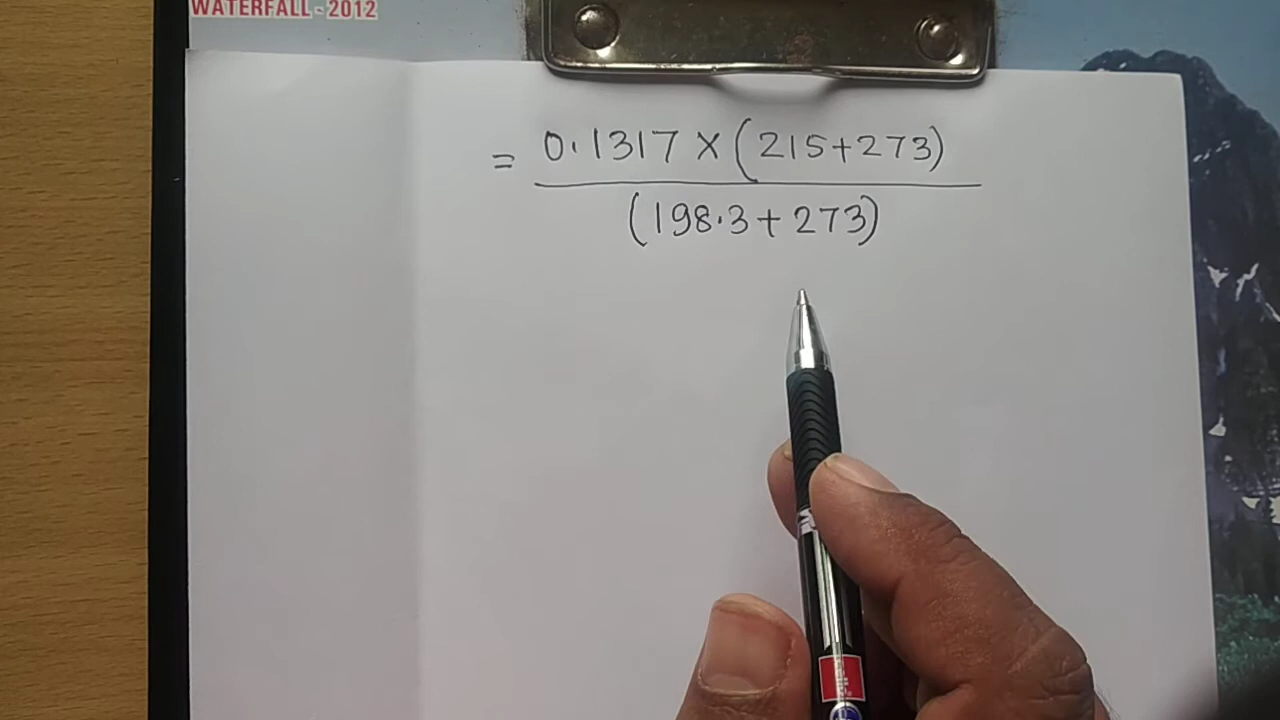 WATERFALL - 2012
= 0.1317 × (215+273)
(198.3 + 273)